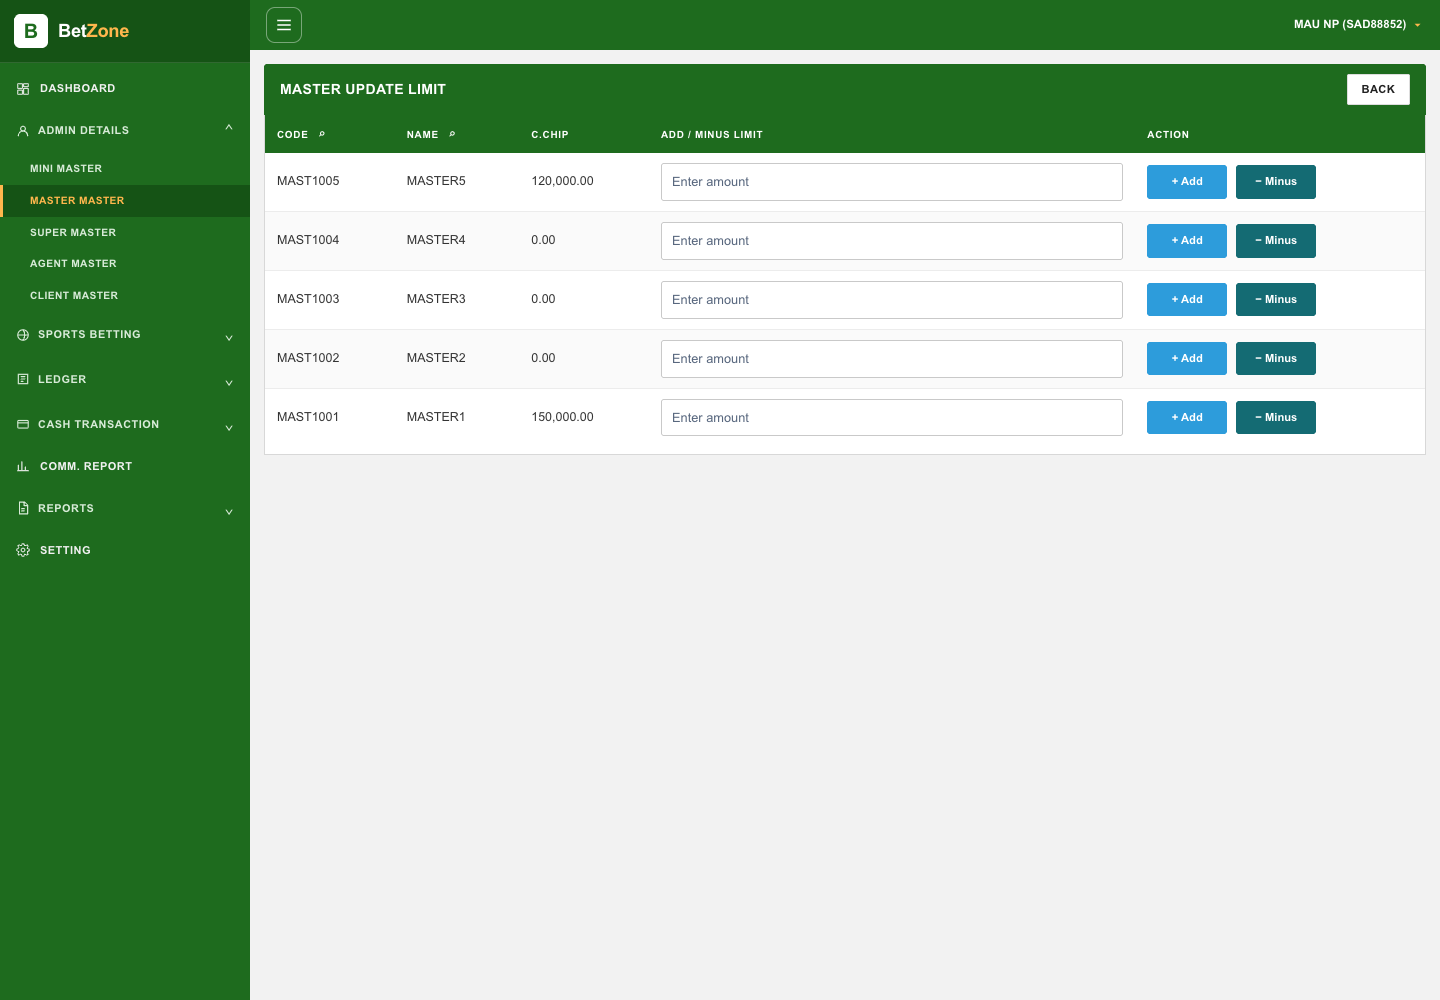 B BetZone
MAU NP (SAD88852)
DASHBOARD
ADMIN DETAILS
MINI MASTER
MASTER MASTER
SUPER MASTER
AGENT MASTER
CLIENT MASTER
SPORTS BETTING
LEDGER
CASH TRANSACTION
COMM. REPORT
REPORTS
SETTING
MASTER UPDATE LIMIT BACK
CODE NAME C.CHIP ADD / MINUS LIMIT ACTION
MAST1005 MASTER5 120,000.00 Enter amount + Add − Minus
MAST1004 MASTER4 0.00 Enter amount + Add − Minus
MAST1003 MASTER3 0.00 Enter amount + Add − Minus
MAST1002 MASTER2 0.00 Enter amount + Add − Minus
MAST1001 MASTER1 150,000.00 Enter amount + Add − Minus